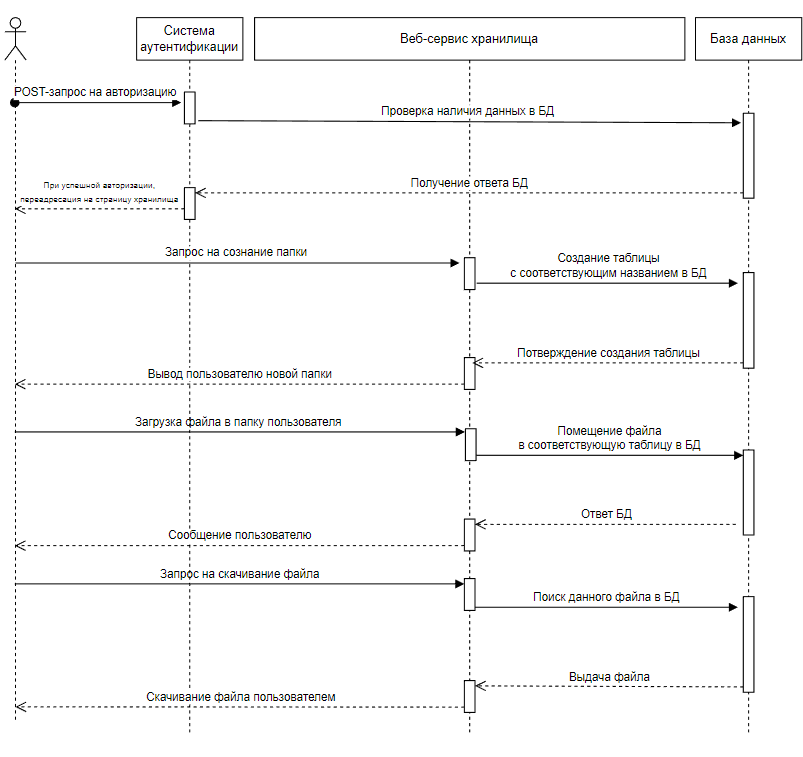 Система
аутентификации
Веб-сервис хранилища
База данных
POST-запрос на авторизацию
Проверка наличия данных в БД
Получение ответа БД
При успешной авторизации,
переадресация на страницу хранилища
Запрос на сознание папки
Создание таблицы
с соответствующим названием в БД
Потверждение создания таблицы
Вывод пользователю новой папки
Загрузка файла в папку пользователя
Помещение файла
в соответствующую таблицу в БД
Ответ БД
Сообщение пользователю
Запрос на скачивание файла
Поиск данного файла в БД
Выдача файла
Скачивание файла пользователем